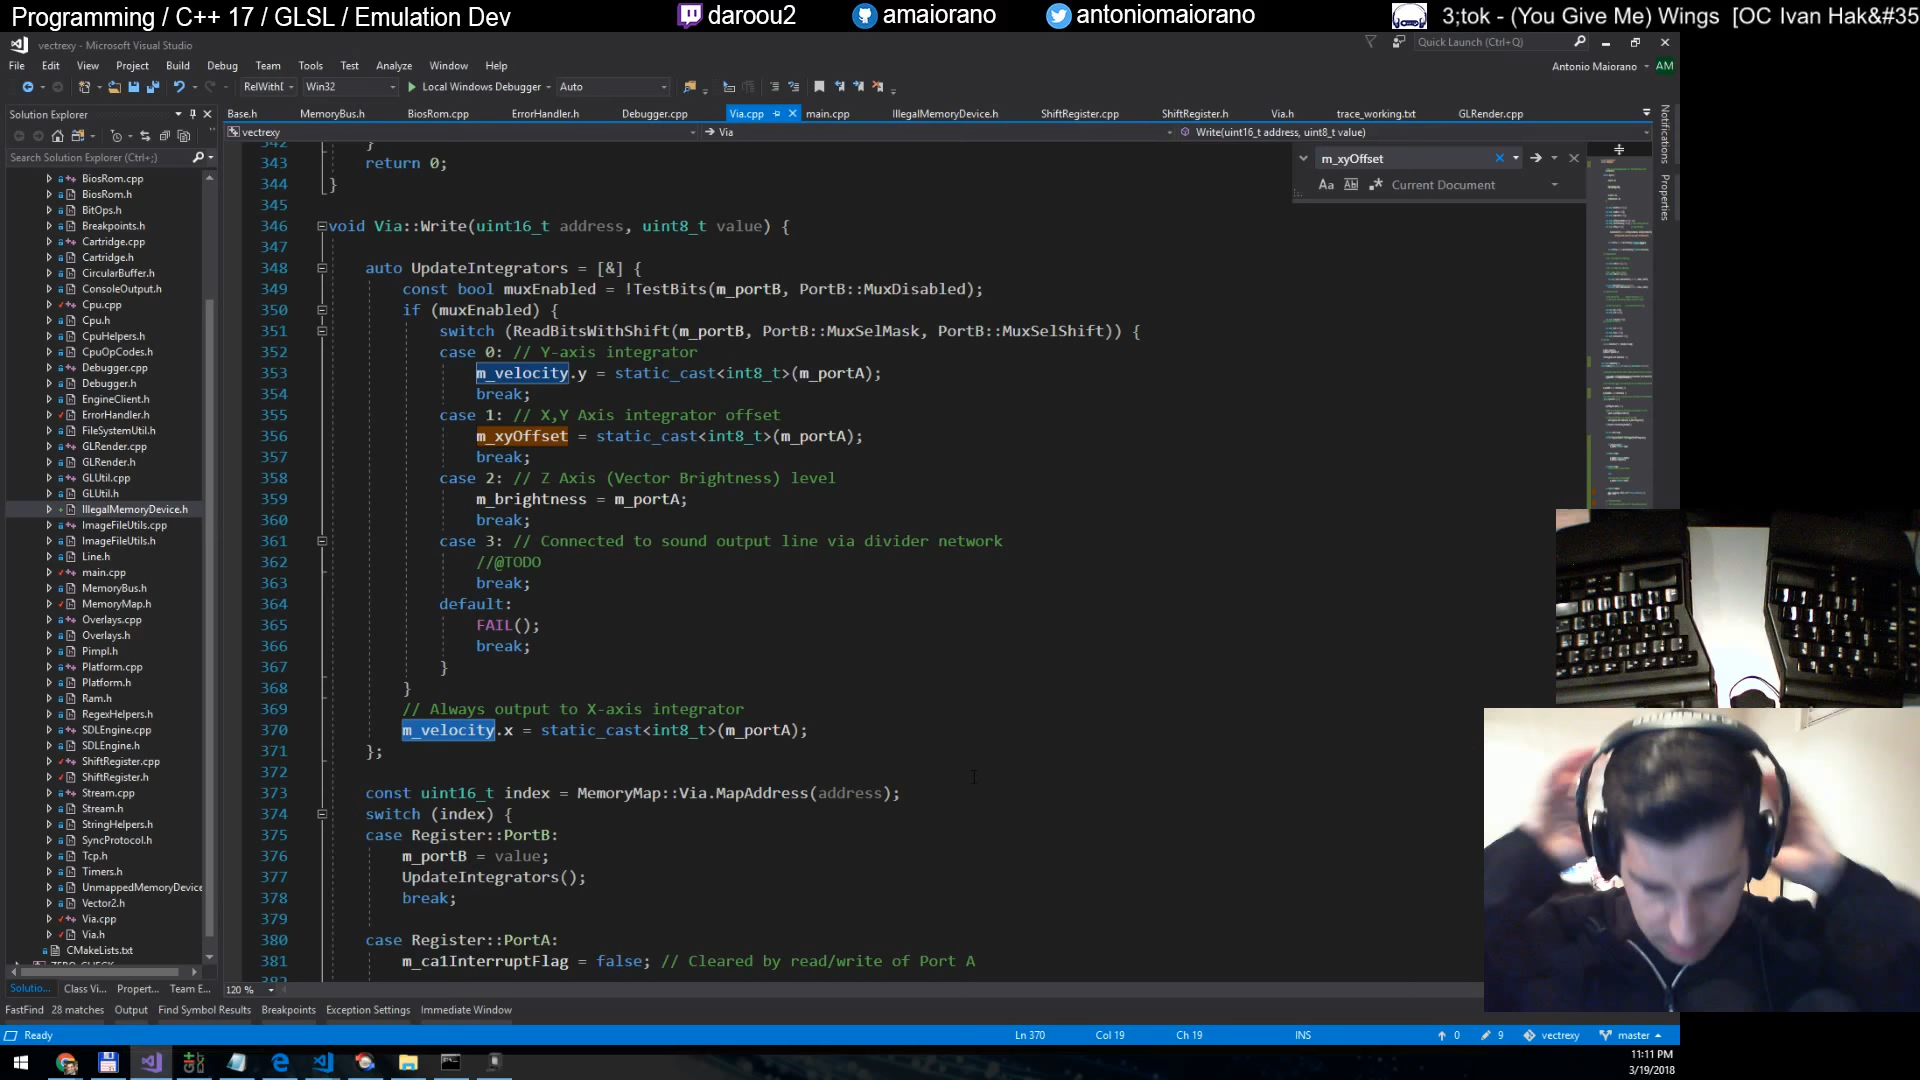 Programming / C++ 17 / GLSL / Emulation Dev
daroou2
amaiorano
antoniomaiorano
3;tok - (You Give Me) Wings [OC Ivan Hak&#35
vectrexy - Microsoft Visual Studio
Quick Launch (Ctrl+Q)
File Edit View Project Build Debug Team Tools Test Analyze Window Help
Antonio Maiorano AM
RelWithI Win32 Local Windows Debugger Auto
Solution Explorer
Base.h MemoryBus.h BiosRom.cpp ErrorHandler.h Debugger.cpp Via.cpp main.cpp IllegalMemoryDevice.h ShiftRegister.cpp ShiftRegister.h Via.h trace_working.txt GLRender.cpp
vectrexy Via Write(uint16_t address, uint8_t value)
Search Solution Explorer (Ctrl+;)
BiosRom.cpp
BiosRom.h
BitOps.h
Breakpoints.h
Cartridge.cpp
Cartridge.h
CircularBuffer.h
ConsoleOutput.h
Cpu.cpp
Cpu.h
CpuHelpers.h
CpuOpCodes.h
Debugger.cpp
Debugger.h
EngineClient.h
ErrorHandler.h
FileSystemUtil.h
GLRender.cpp
GLRender.h
GLUtil.cpp
GLUtil.h
IllegalMemoryDevice.h
ImageFileUtils.cpp
ImageFileUtils.h
Line.h
main.cpp
MemoryBus.h
MemoryMap.h
Overlays.cpp
Overlays.h
Pimpl.h
Platform.cpp
Platform.h
Ram.h
RegexHelpers.h
SDLEngine.cpp
SDLEngine.h
ShiftRegister.cpp
ShiftRegister.h
Stream.cpp
Stream.h
StringHelpers.h
SyncProtocol.h
Tcp.h
Timers.h
UnmappedMemoryDevice
Vector2.h
Via.cpp
Via.h
CMakeLists.txt
ZERO_CHECK
Solutio... Class Vi... Propert... Team E...
m_xyOffset
Current Document
Notifications
Properties
342 }
343 return 0;
344 }
345
346 void Via::Write(uint16_t address, uint8_t value) {
347
348 auto UpdateIntegrators = [&] {
349 const bool muxEnabled = !TestBits(m_portB, PortB::MuxDisabled);
350 if (muxEnabled) {
351 switch (ReadBitsWithShift(m_portB, PortB::MuxSelMask, PortB::MuxSelShift)) {
352 case 0: // Y-axis integrator
353 m_velocity.y = static_cast<int8_t>(m_portA);
354 break;
355 case 1: // X,Y Axis integrator offset
356 m_xyOffset = static_cast<int8_t>(m_portA);
357 break;
358 case 2: // Z Axis (Vector Brightness) level
359 m_brightness = m_portA;
360 break;
361 case 3: // Connected to sound output line via divider network
362 //@TODO
363 break;
364 default:
365 FAIL();
366 break;
367 }
368 }
369 // Always output to X-axis integrator
370 m_velocity.x = static_cast<int8_t>(m_portA);
371 };
372
373 const uint16_t index = MemoryMap::Via.MapAddress(address);
374 switch (index) {
375 case Register::PortB:
376 m_portB = value;
377 UpdateIntegrators();
378 break;
379
380 case Register::PortA:
381 m_ca1InterruptFlag = false; // Cleared by read/write of Port A
382
120 %
FastFind 28 matches Output Find Symbol Results Breakpoints Exception Settings Immediate Window
Ready Ln 370 Col 19 Ch 19 INS 0 9 vectrexy master
11:11 PM
3/19/2018